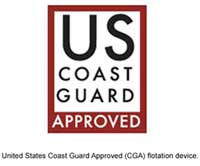 US
COAST
GUARD
APPROVED
United States Coast Guard Approved (CGA) flotation device.